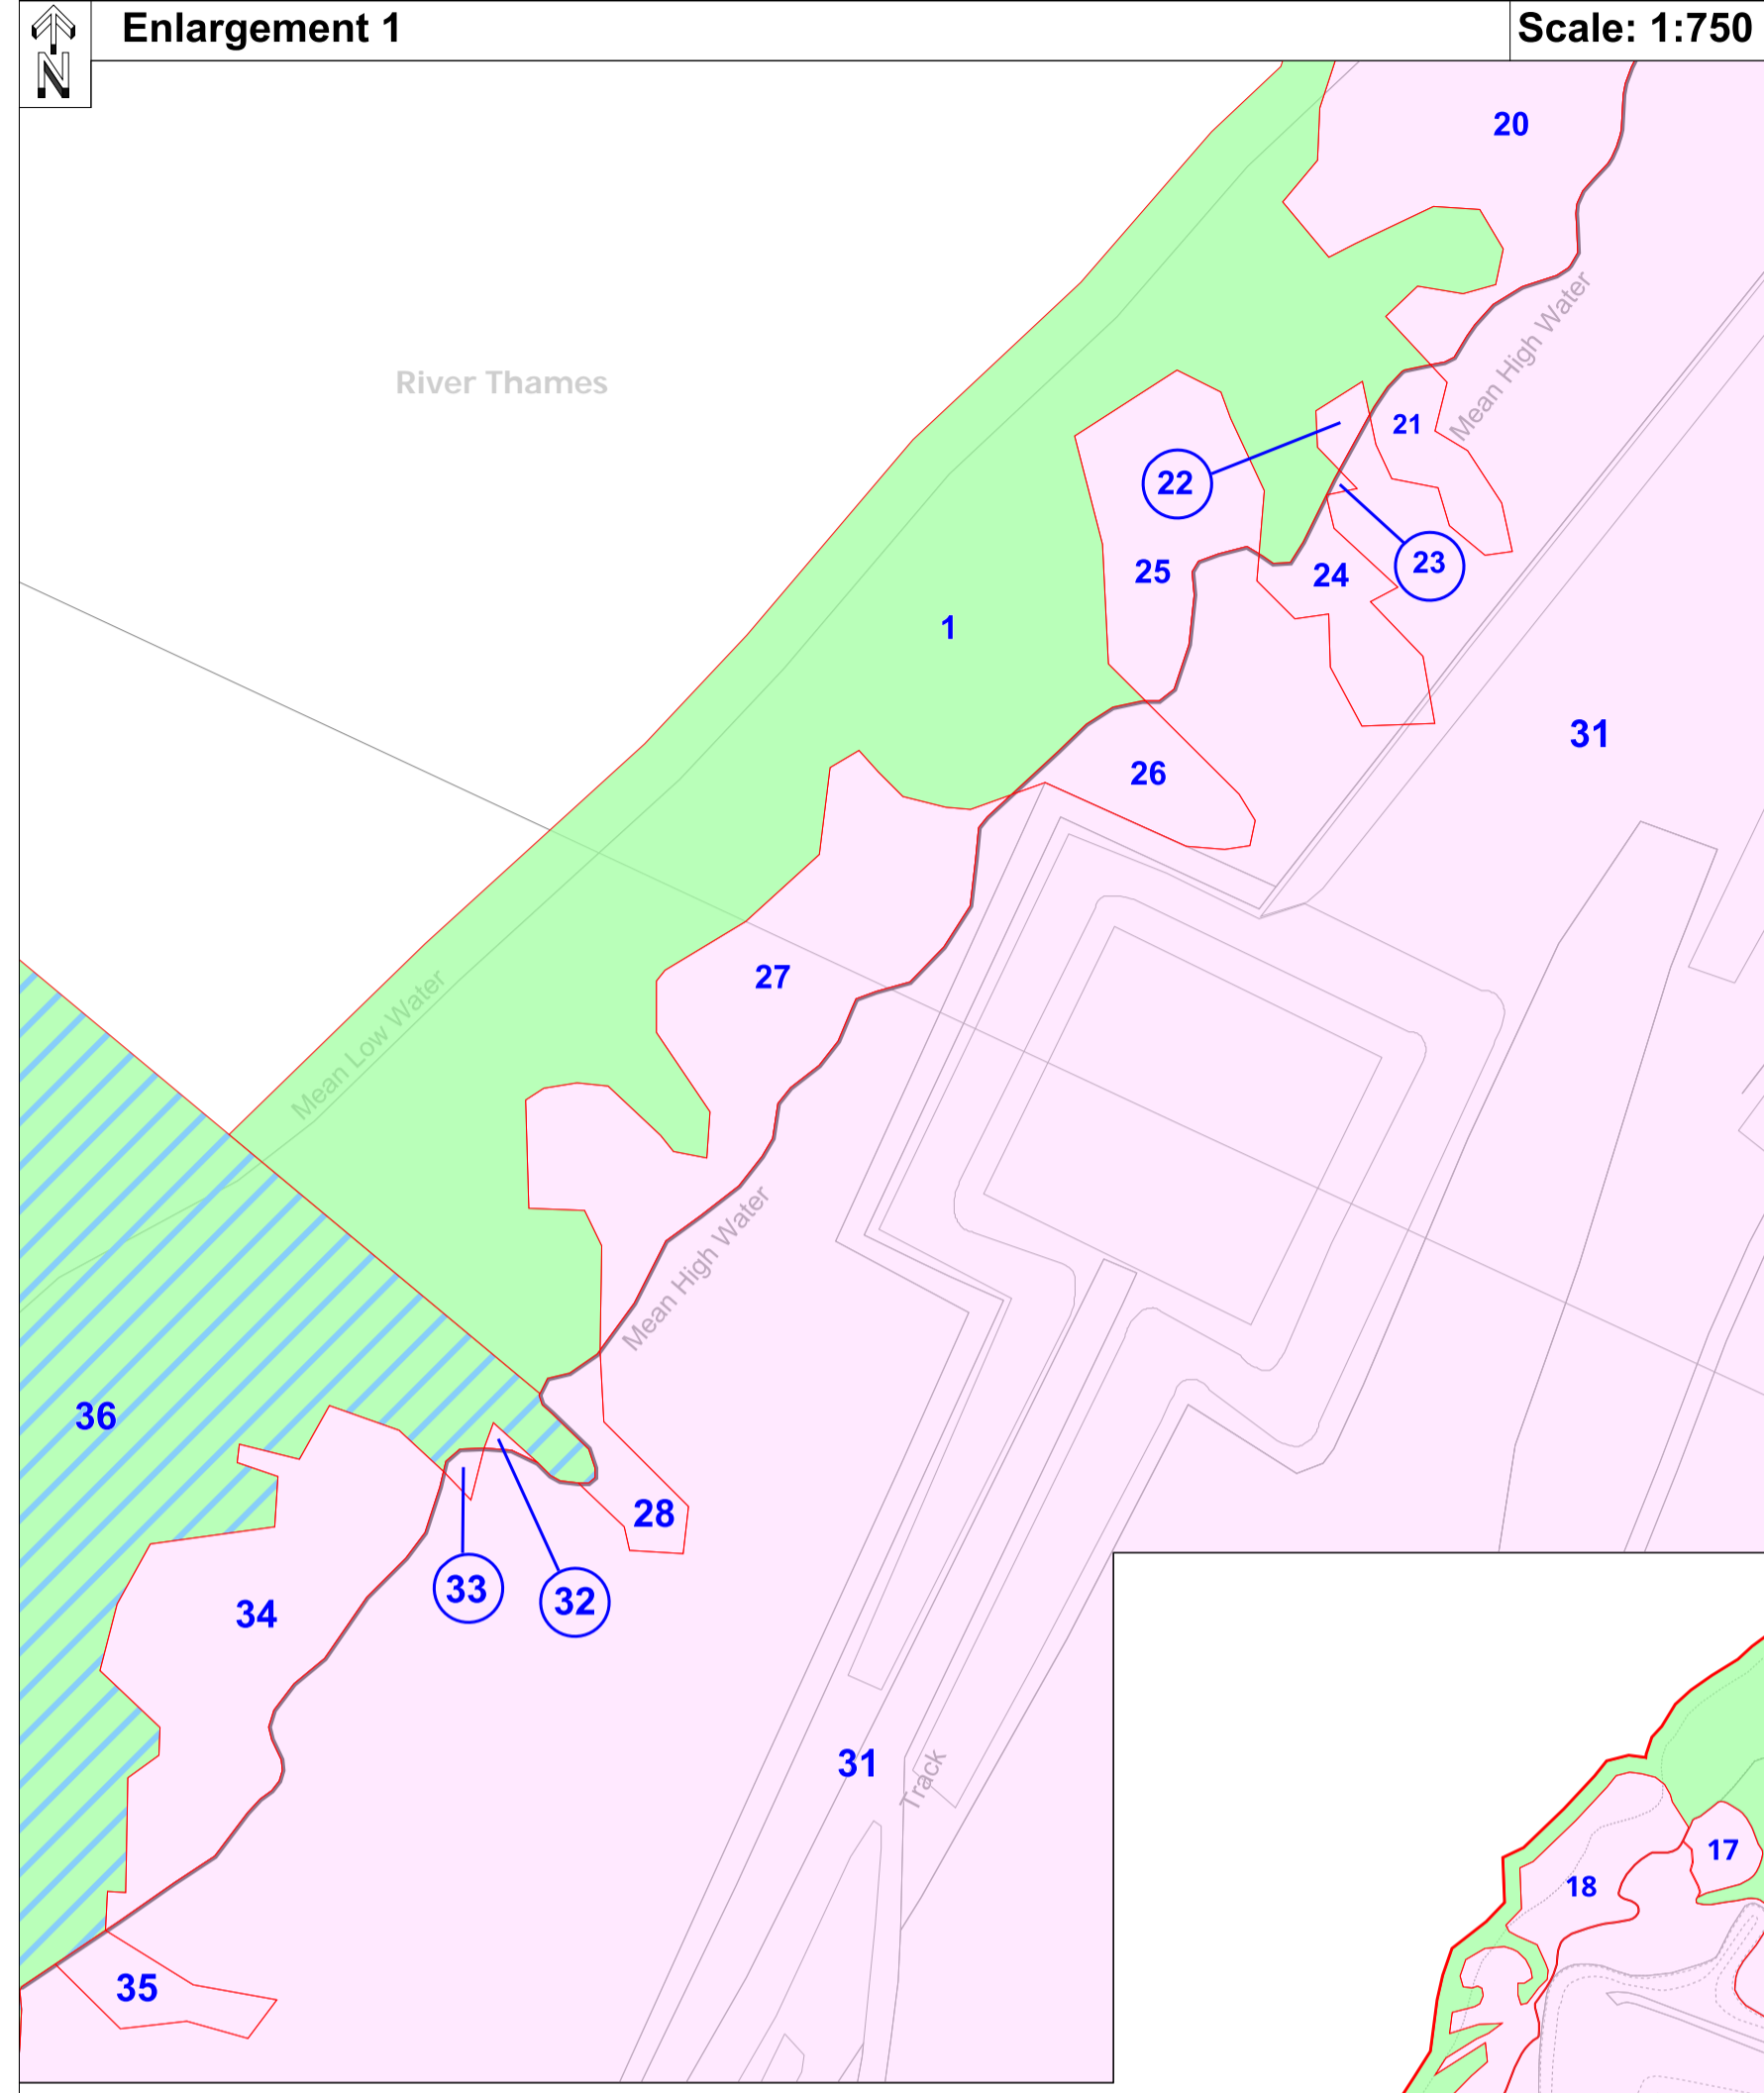 N
Enlargement 1
Scale: 1:750
20
Mean High Water
River Thames
21
22
23
25
24
1
31
26
27
Mean Low Water
Mean High Water
36
28
33
32
34
31
Track
17
18
35